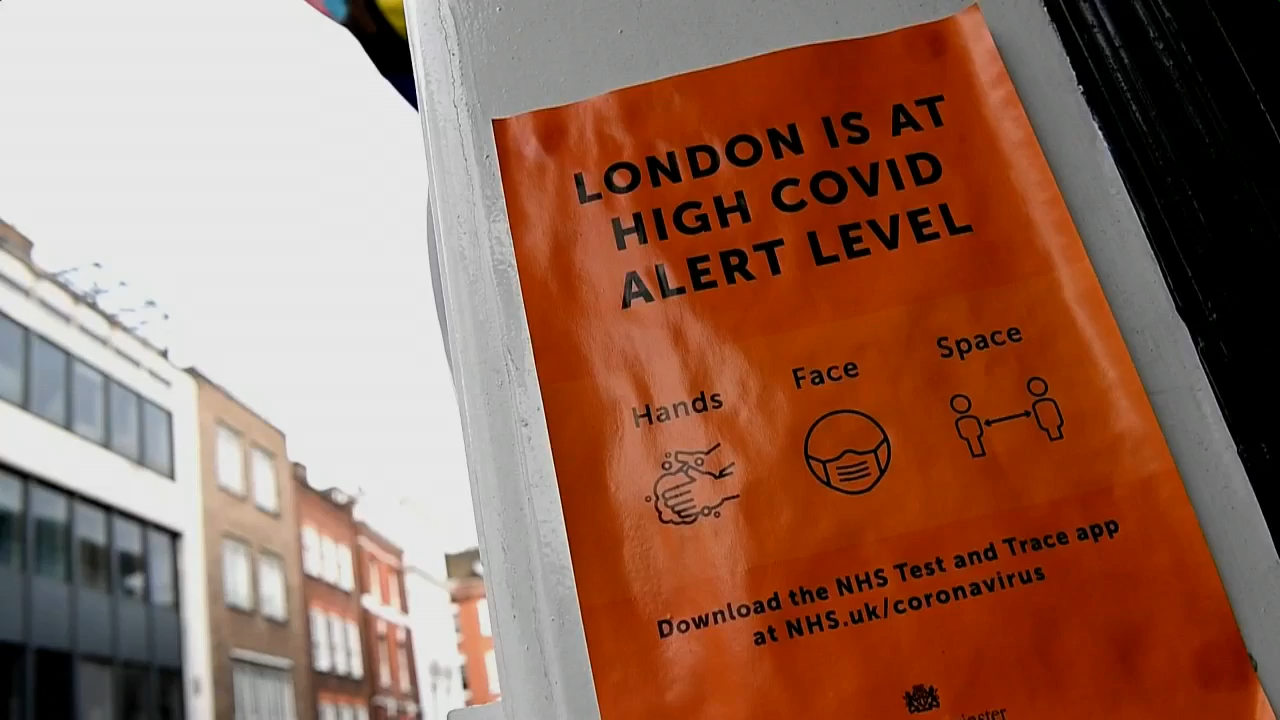 LONDON IS AT
HIGH COVID
ALERT LEVEL
Hands
Face
Space
Download the NHS Test and Trace app
at NHS.uk/coronavirus